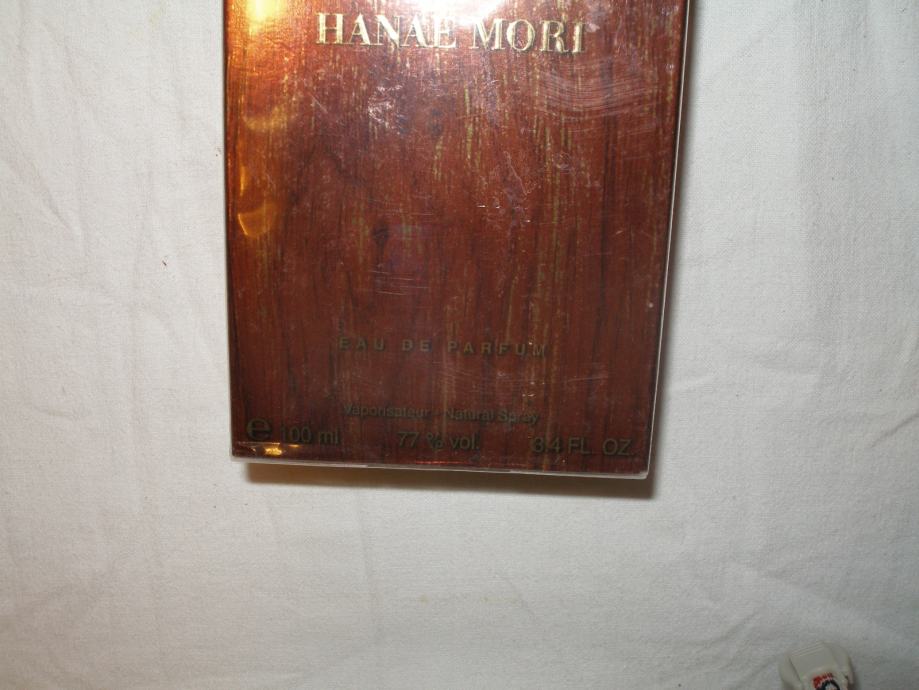 HANAE MORI
EAU DE PARFUM
Vaporisateur - Natural Spray
e 100 ml 77 % vol. 3.4 FL. OZ.